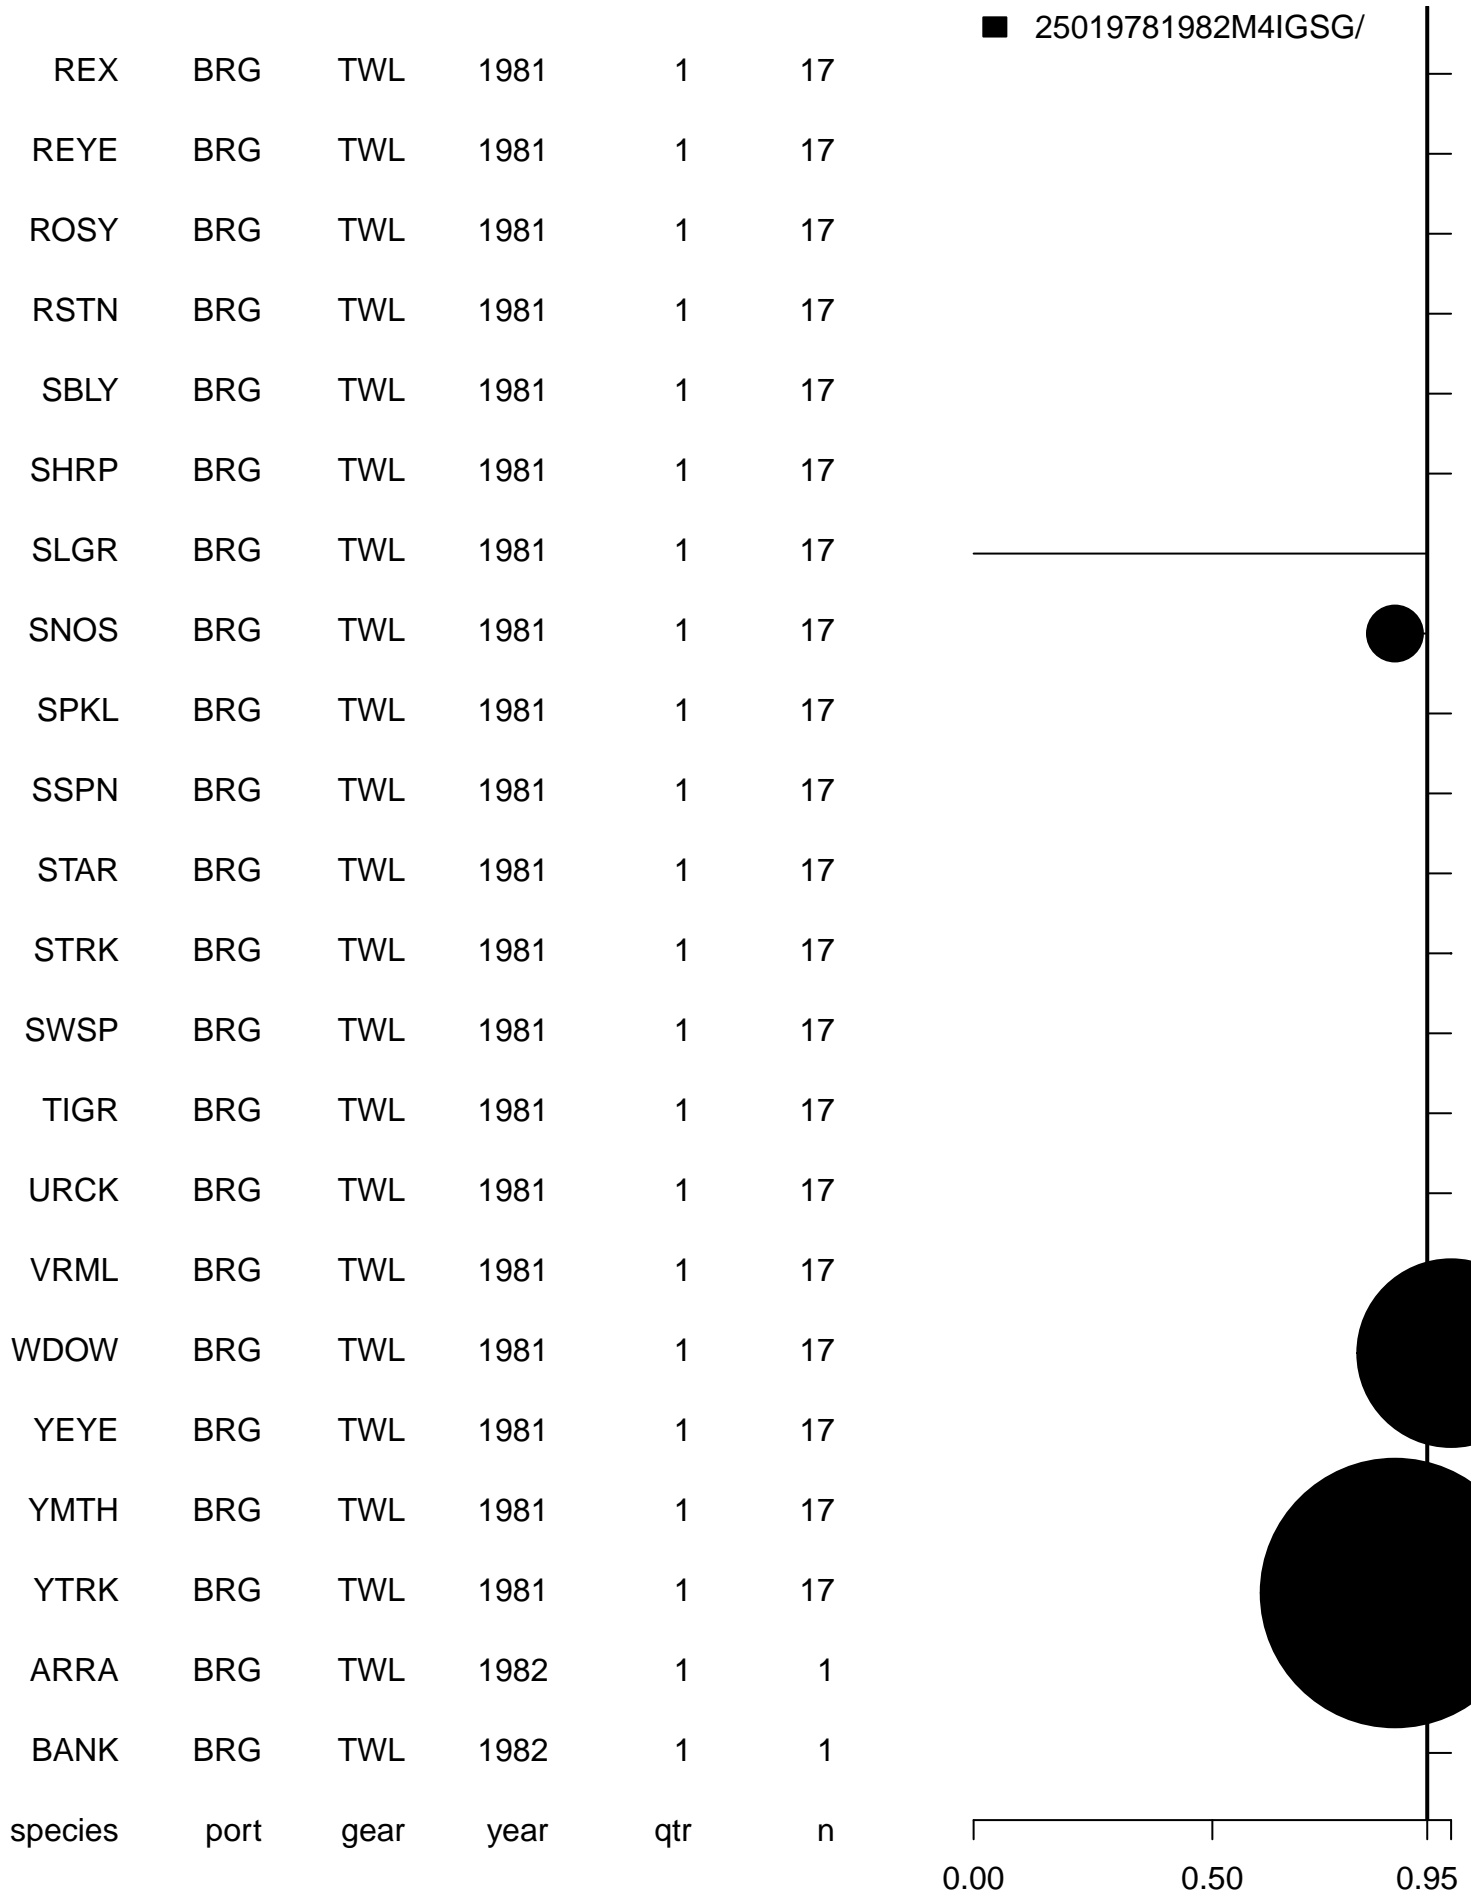 25019781982M4IGSG/
REX BRG TWL 1981 1 17
REYE BRG TWL 1981 1 17
ROSY BRG TWL 1981 1 17
RSTN BRG TWL 1981 1 17
SBLY BRG TWL 1981 1 17
SHRP BRG TWL 1981 1 17
SLGR BRG TWL 1981 1 17
SNOS BRG TWL 1981 1 17
SPKL BRG TWL 1981 1 17
SSPN BRG TWL 1981 1 17
STAR BRG TWL 1981 1 17
STRK BRG TWL 1981 1 17
SWSP BRG TWL 1981 1 17
TIGR BRG TWL 1981 1 17
URCK BRG TWL 1981 1 17
VRML BRG TWL 1981 1 17
WDOW BRG TWL 1981 1 17
YEYE BRG TWL 1981 1 17
YMTH BRG TWL 1981 1 17
YTRK BRG TWL 1981 1 17
ARRA BRG TWL 1982 1 1
BANK BRG TWL 1982 1 1
species port gear year qtr n
0.00 0.50 0.95